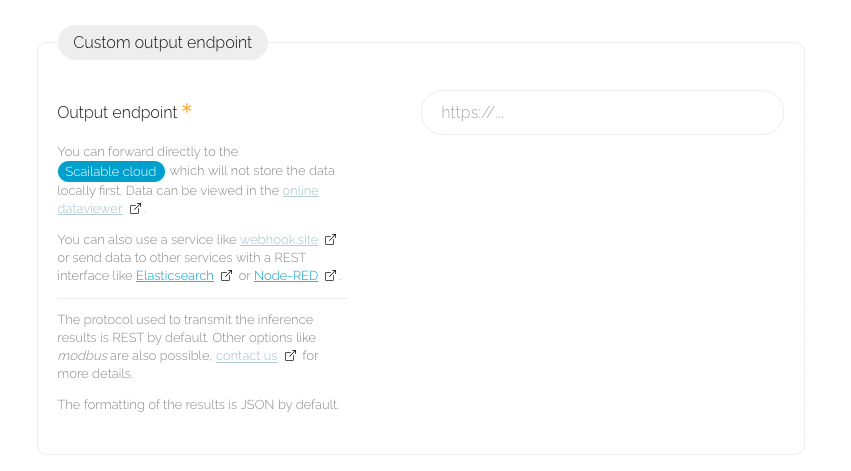 Custom output endpoint
Output endpoint *
https://...
You can forward directly to the
Scailable cloud which will not store the data
locally first. Data can be viewed in the online
dataviewer .
You can also use a service like webhook.site
or send data to other services with a REST
interface like Elasticsearch or Node-RED .
The protocol used to transmit the inference
results is REST by default. Other options like
modbus are also possible, contact us for
more details.
The formatting of the results is JSON by default.